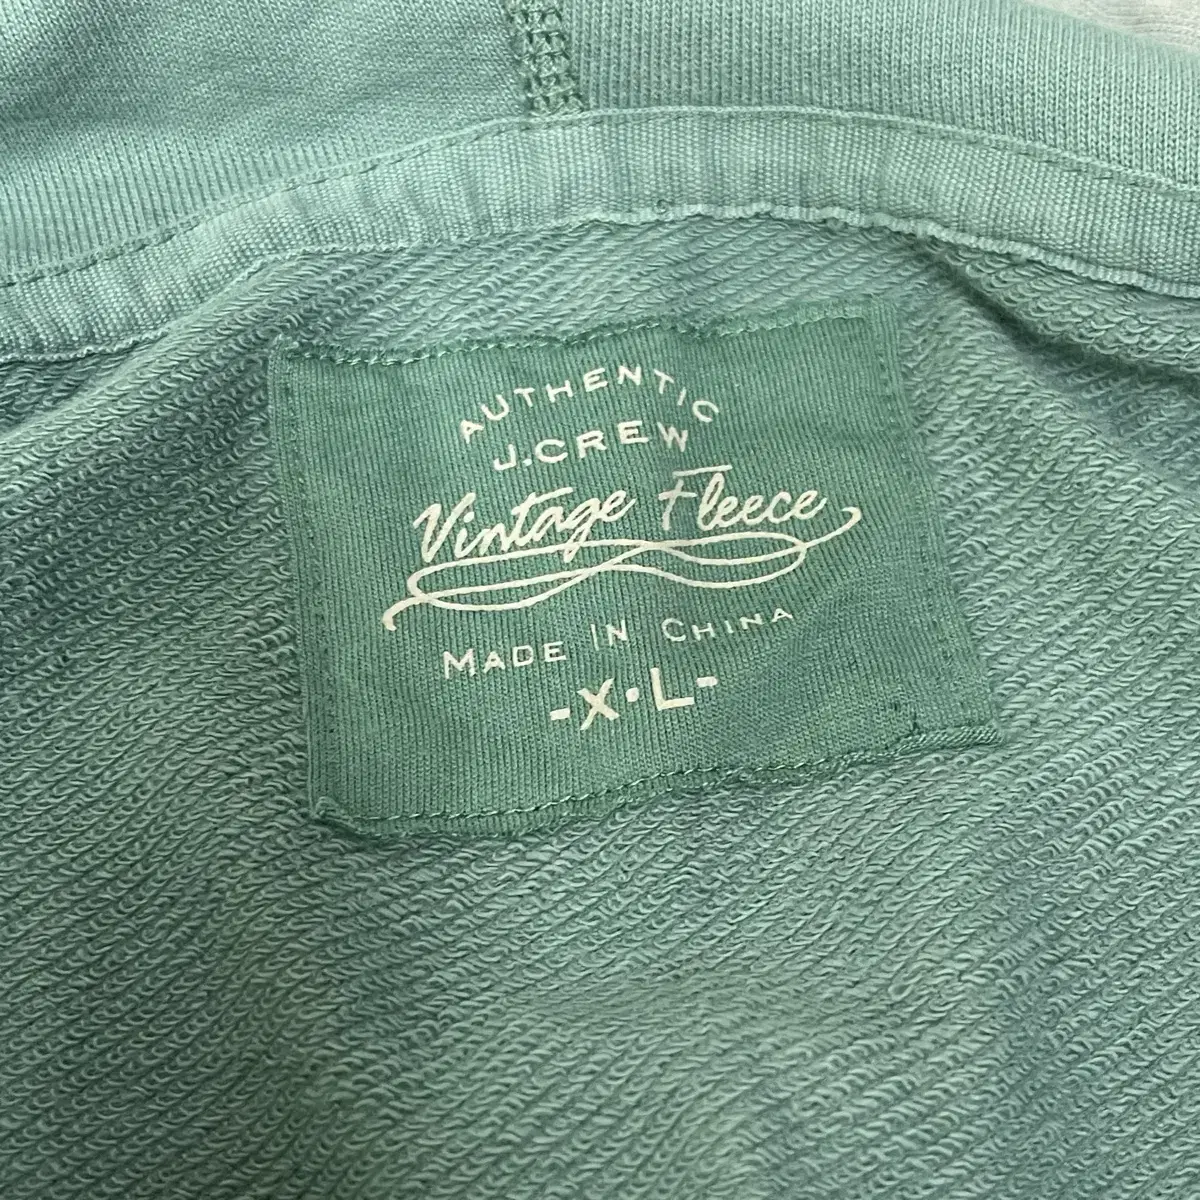 AUTHENTIC
J.CREW
Vintage Fleece
MADE IN CHINA
-X•L-